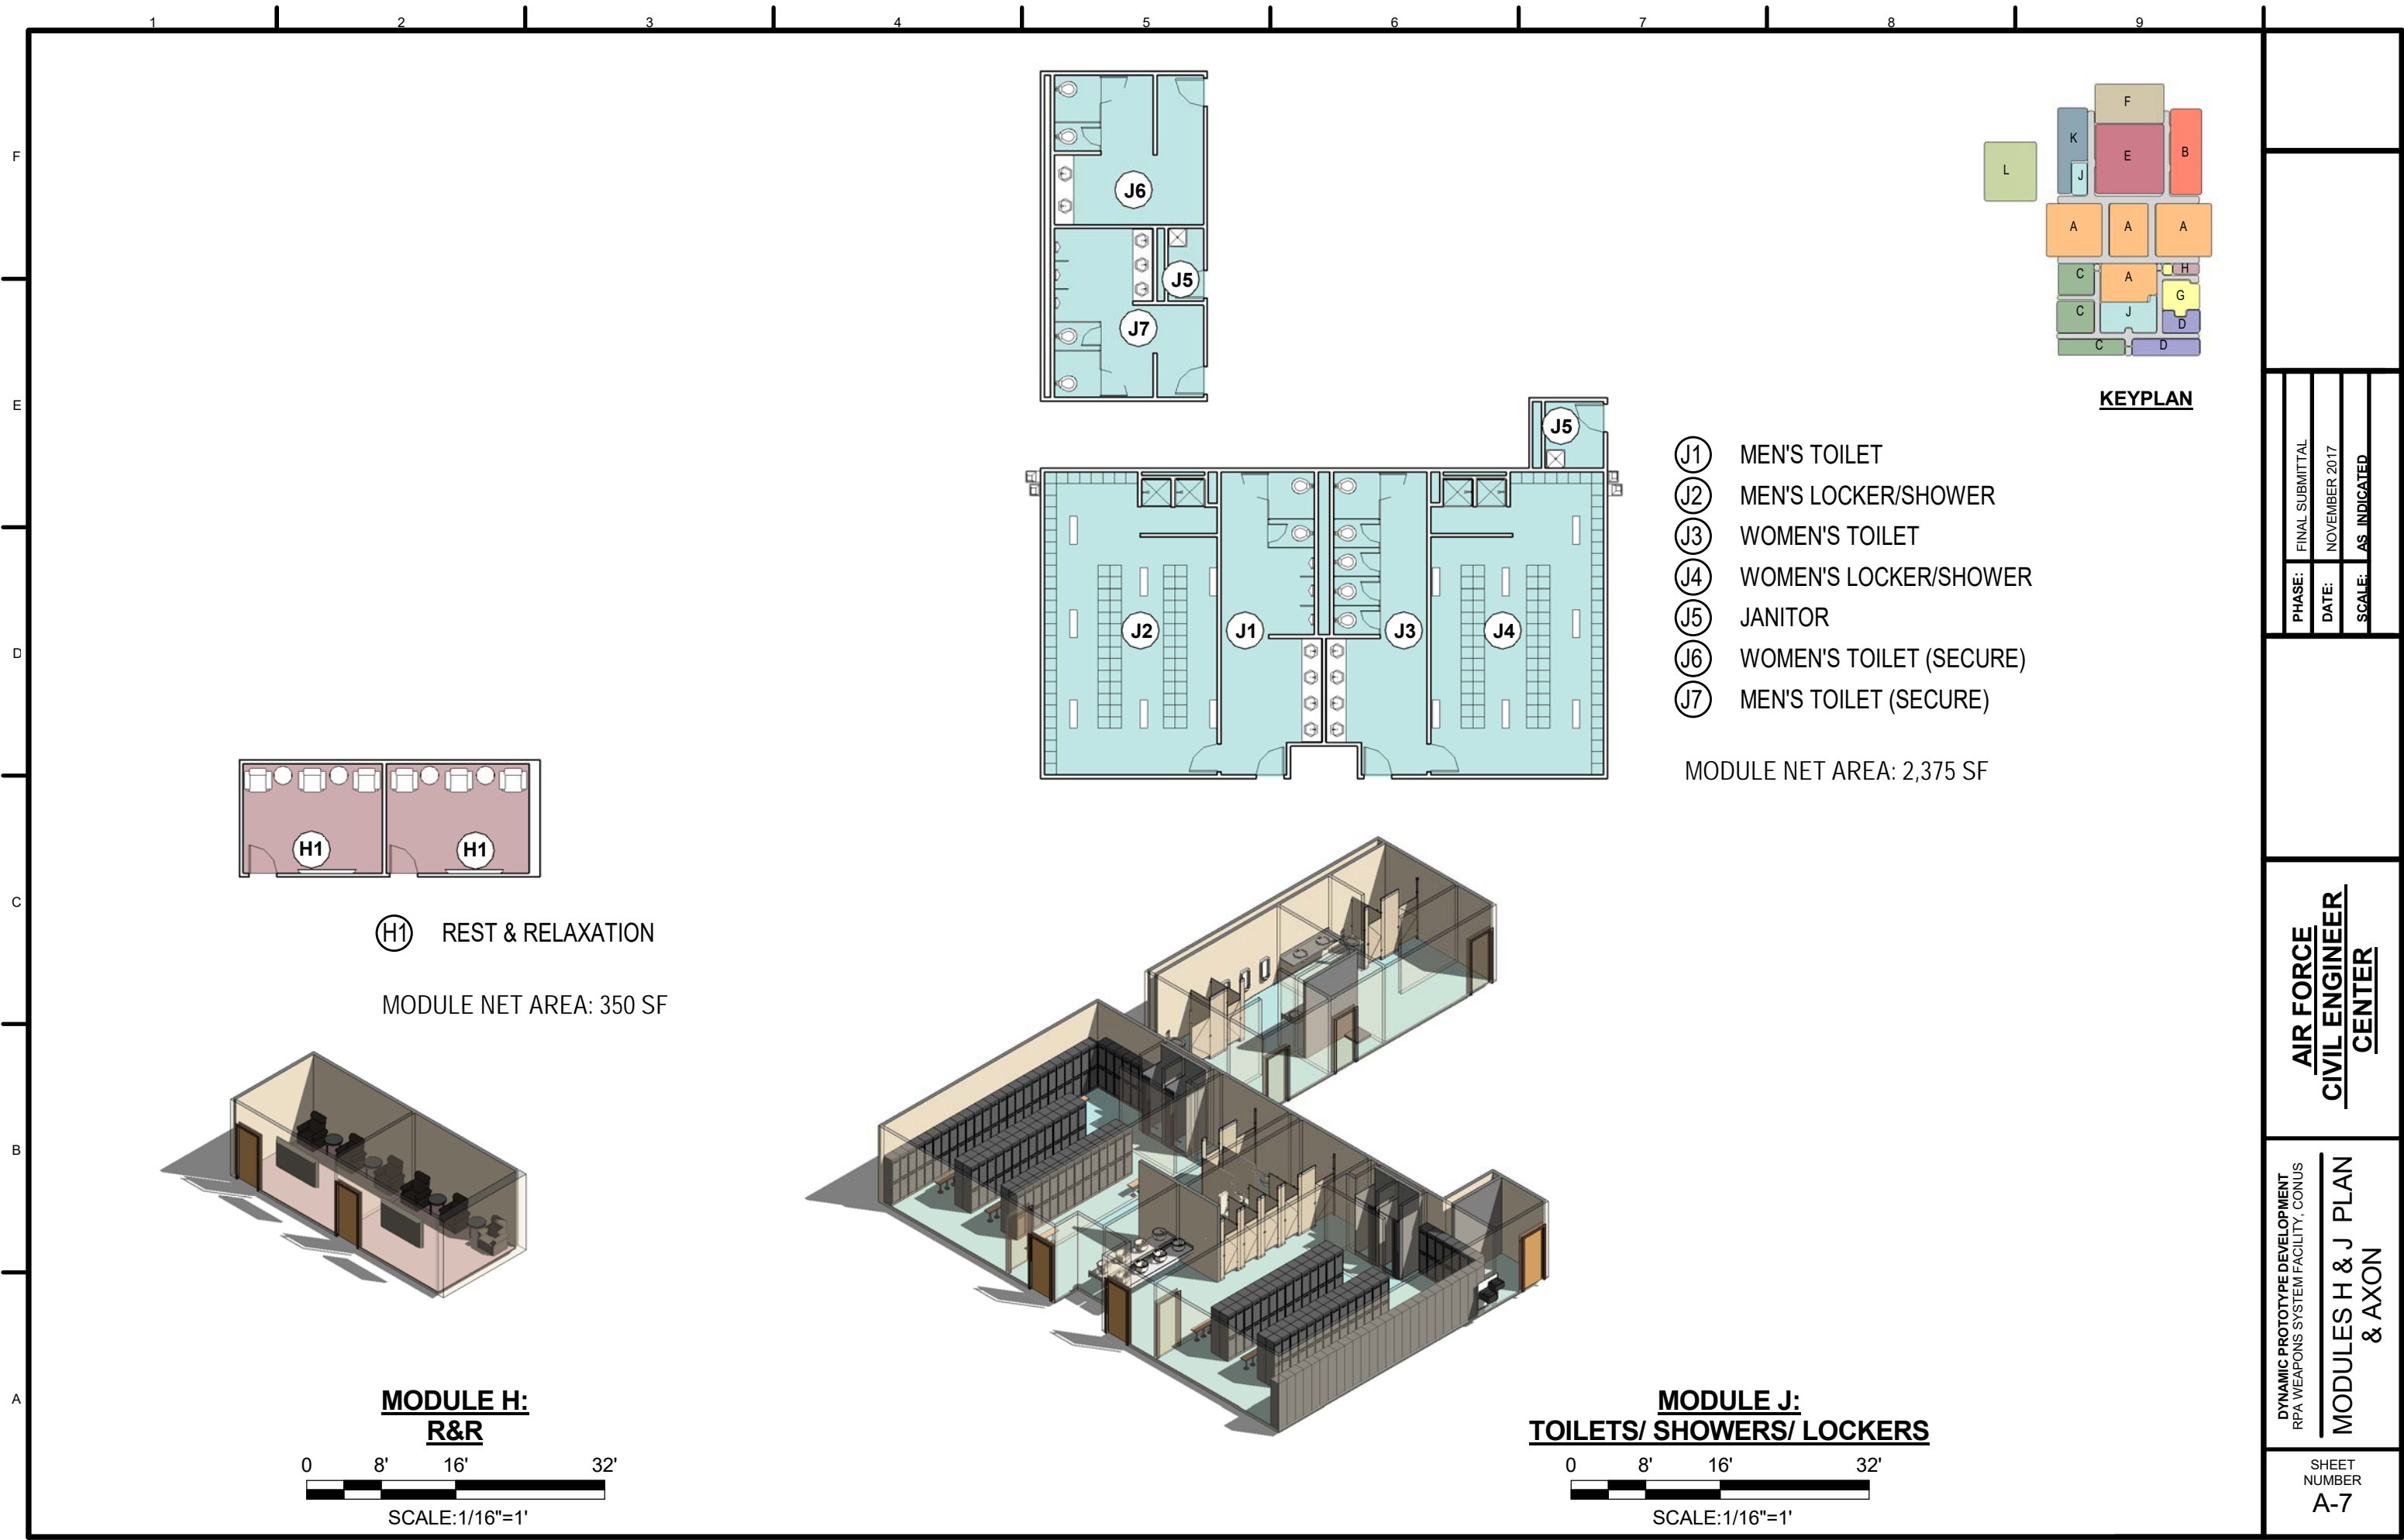 1 2 3 4 5 6 7 8 9
F
E
D
C
B
A
J6
J5
J7
J5
J2
J1
J3
J4
F
K
E
B
L
J
A
A
A
C
A
H
G
C
J
D
C
D
KEYPLAN
J1 MEN'S TOILET
J2 MEN'S LOCKER/SHOWER
J3 WOMEN'S TOILET
J4 WOMEN'S LOCKER/SHOWER
J5 JANITOR
J6 WOMEN'S TOILET (SECURE)
J7 MEN'S TOILET (SECURE)
MODULE NET AREA: 2,375 SF
H1
H1
H1 REST & RELAXATION
MODULE NET AREA: 350 SF
MODULE H:
R&R
0 8' 16' 32'
SCALE:1/16"=1'
MODULE J:
TOILETS/ SHOWERS/ LOCKERS
0 8' 16' 32'
SCALE:1/16"=1'
PHASE: FINAL SUBMITTAL
DATE: NOVEMBER 2017
SCALE: AS INDICATED
AIR FORCE
CIVIL ENGINEER
CENTER
DYNAMIC PROTOTYPE DEVELOPMENT
RPA WEAPONS SYSTEM FACILITY, CONUS
MODULES H & J PLAN
& AXON
SHEET
NUMBER
A-7